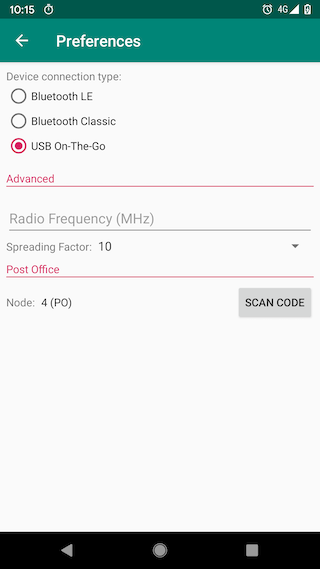 10:15 4G
Preferences
Device connection type:
Bluetooth LE
Bluetooth Classic
USB On-The-Go
Advanced
Radio Frequency (MHz)
Spreading Factor: 10
Post Office
Node: 4 (PO) SCAN CODE